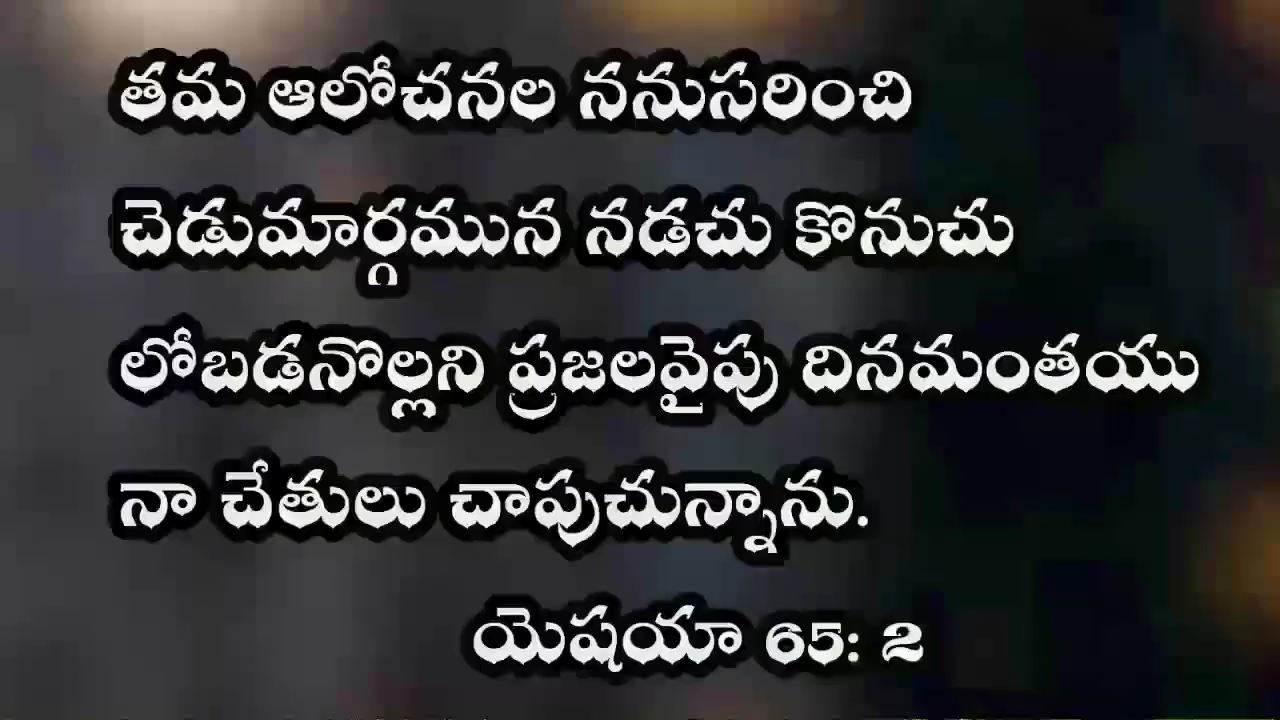 తమ ఆలోచనల ననుసరించి
చెడుమార్గమున నడచు కొనుచు
లోబడనొల్లని ప్రజలవైపు దినమంతయు
నా చేతులు చాపుచున్నాను.
యెషయా 65: 2